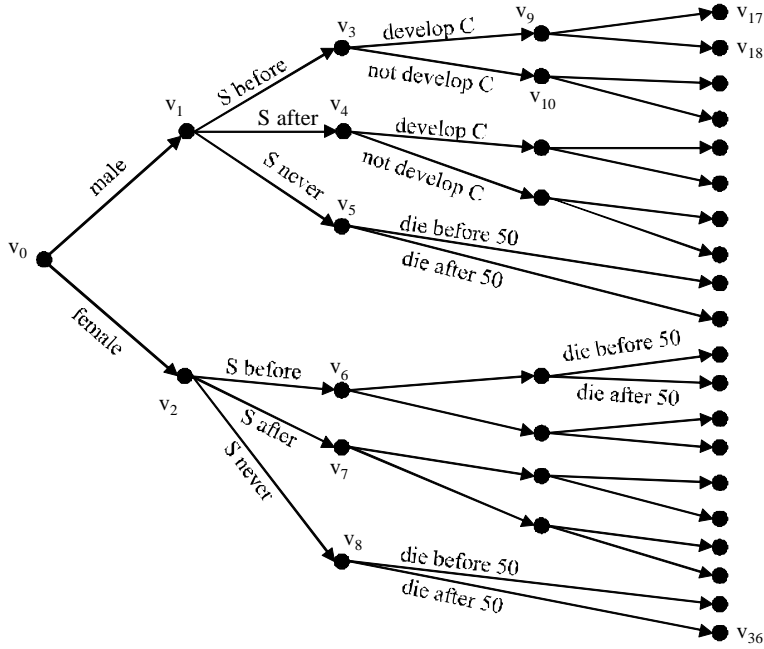 v9
v17
v3
develop C
v18
S before
not develop C
v10
v1
v4
S after
develop C
male
S never
not develop C
v5
die before 50
v0
die after 50
female
die before 50
S before
v6
die after 50
v2
S after
v7
S never
v8
die before 50
die after 50
v36